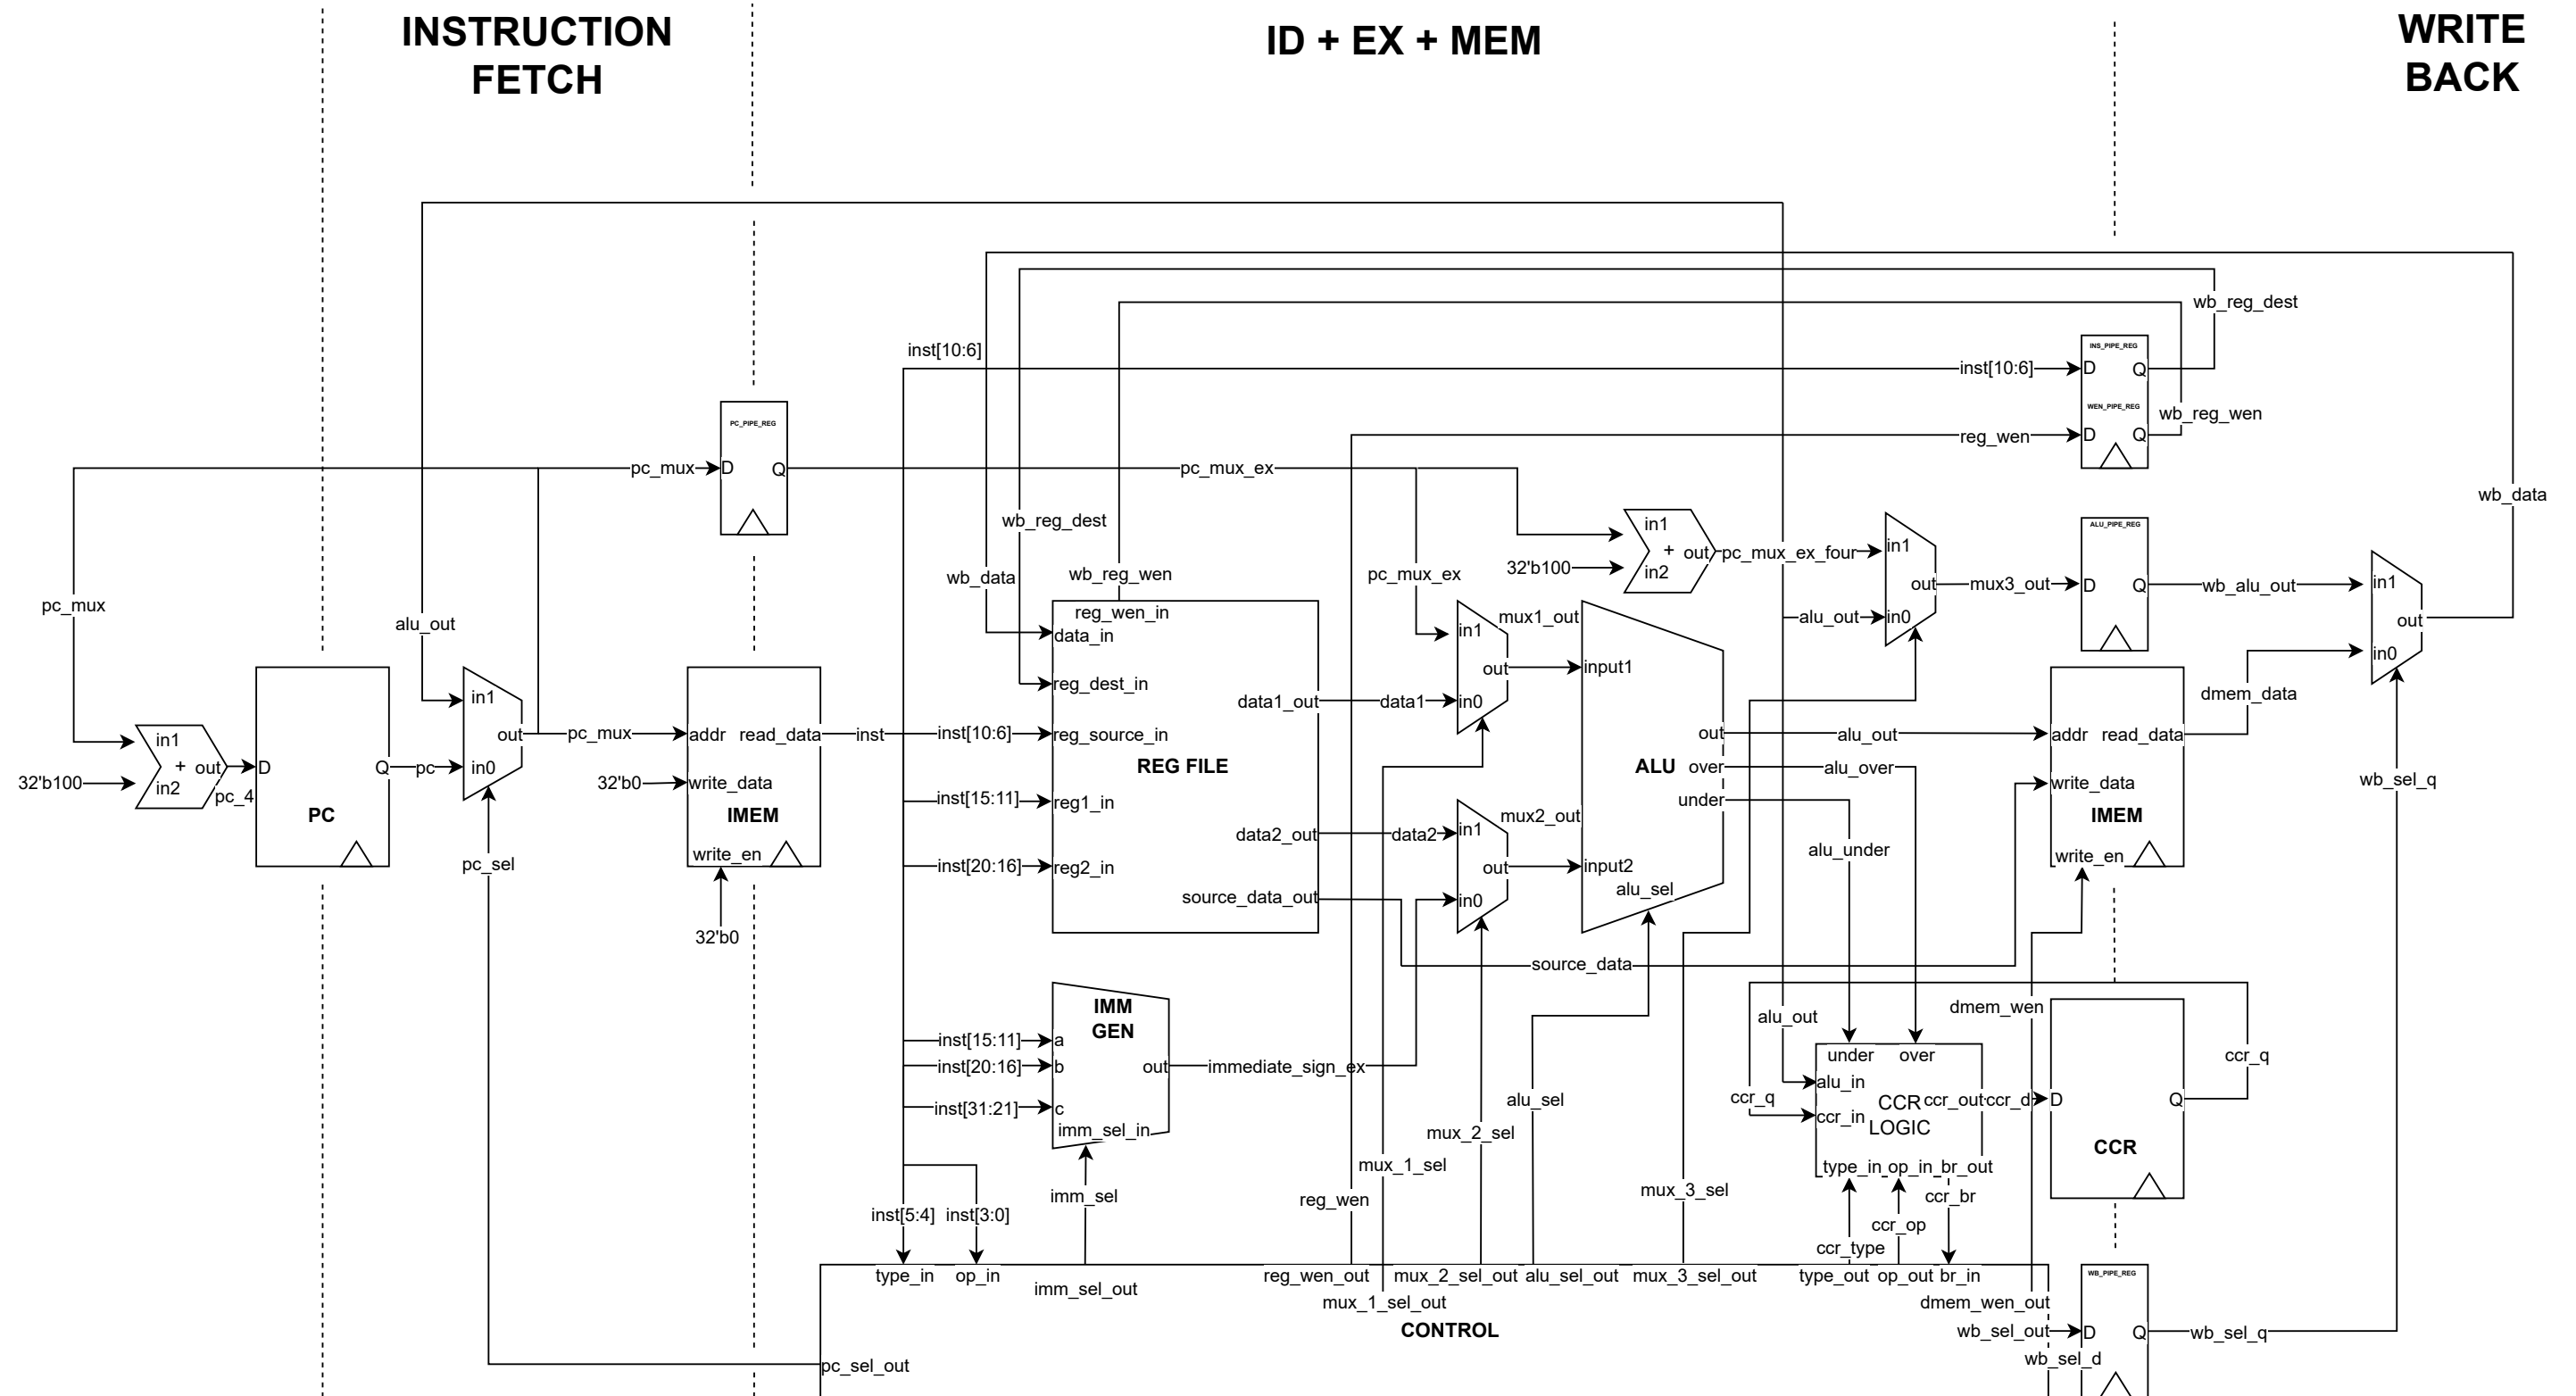 INSTRUCTION
FETCH
ID + EX + MEM
WRITE
BACK
wb_reg_dest
INS_PIPE_REG
D
Q
WEN_PIPE_REG
wb_reg_wen
D
Q
inst[10:6]
inst[10:6]
reg_wen
PC_PIPE_REG
pc_mux
D
Q
pc_mux_ex
wb_data
wb_reg_dest
wb_data
wb_reg_wen
pc_mux_ex
in1
+
out
in2
32'b100
pc_mux_ex_four
in1
out
in0
alu_out
mux3_out
ALU_PIPE_REG
D
Q
wb_alu_out
in1
out
in0
pc_mux
alu_out
in1
+
out
in2
32'b100
pc_4
D
Q
PC
pc
in1
out
in0
pc_sel
pc_mux
addr
read_data
32'b0
write_data
IMEM
write_en
32'b0
inst
inst[10:6]
inst[15:11]
inst[20:16]
reg_wen_in
data_in
reg_dest_in
data1_out
reg_source_in
REG FILE
reg1_in
data2_out
reg2_in
source_data_out
data1
data2
in1
out
in0
mux1_out
in1
out
in0
mux2_out
input1
out
ALU
over
under
input2
alu_sel
alu_out
alu_over
alu_under
source_data
addr
read_data
write_data
IMEM
write_en
dmem_data
wb_sel_q
inst[15:11]
inst[20:16]
inst[31:21]
IMM
GEN
a
b
out
c
imm_sel_in
immediate_sign_ex
imm_sel
inst[5:4]
inst[3:0]
reg_wen
mux_1_sel
mux_2_sel
alu_sel
mux_3_sel
alu_out
ccr_q
under
over
alu_in
ccr_in
CCR
LOGIC
ccr_out
type_in
op_in
br_out
ccr_d
dmem_wen
D
Q
CCR
ccr_q
ccr_type
ccr_op
ccr_br
type_in
op_in
imm_sel_out
reg_wen_out
mux_1_sel_out
mux_2_sel_out
alu_sel_out
mux_3_sel_out
type_out
op_out
br_in
dmem_wen_out
CONTROL
wb_sel_out
wb_sel_d
pc_sel_out
WB_PIPE_REG
D
Q
wb_sel_q